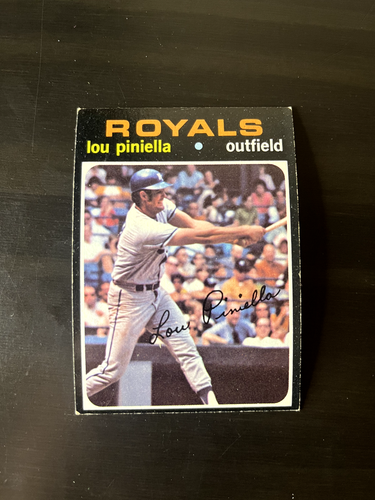 ROYALS
lou piniella • outfield
Lou Piniella